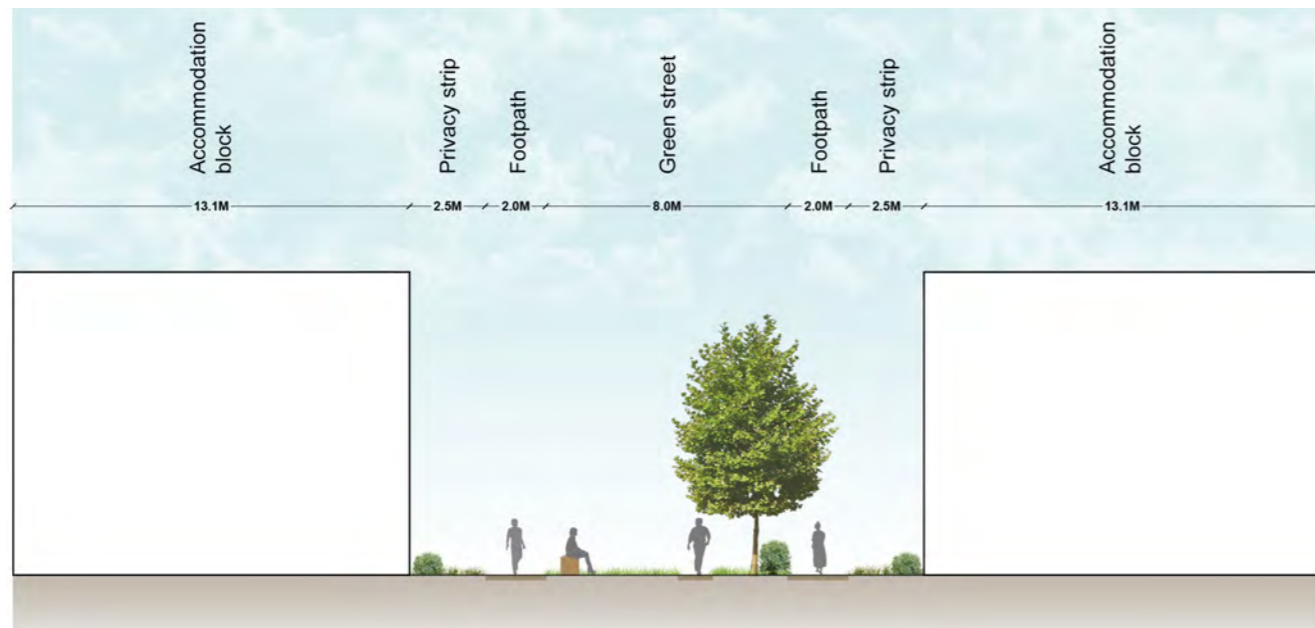 Accommodation
block
Privacy strip
Footpath
Green street
Footpath
Privacy strip
Accommodation
block
13.1M
2.5M
2.0M
8.0M
2.0M
2.5M
13.1M